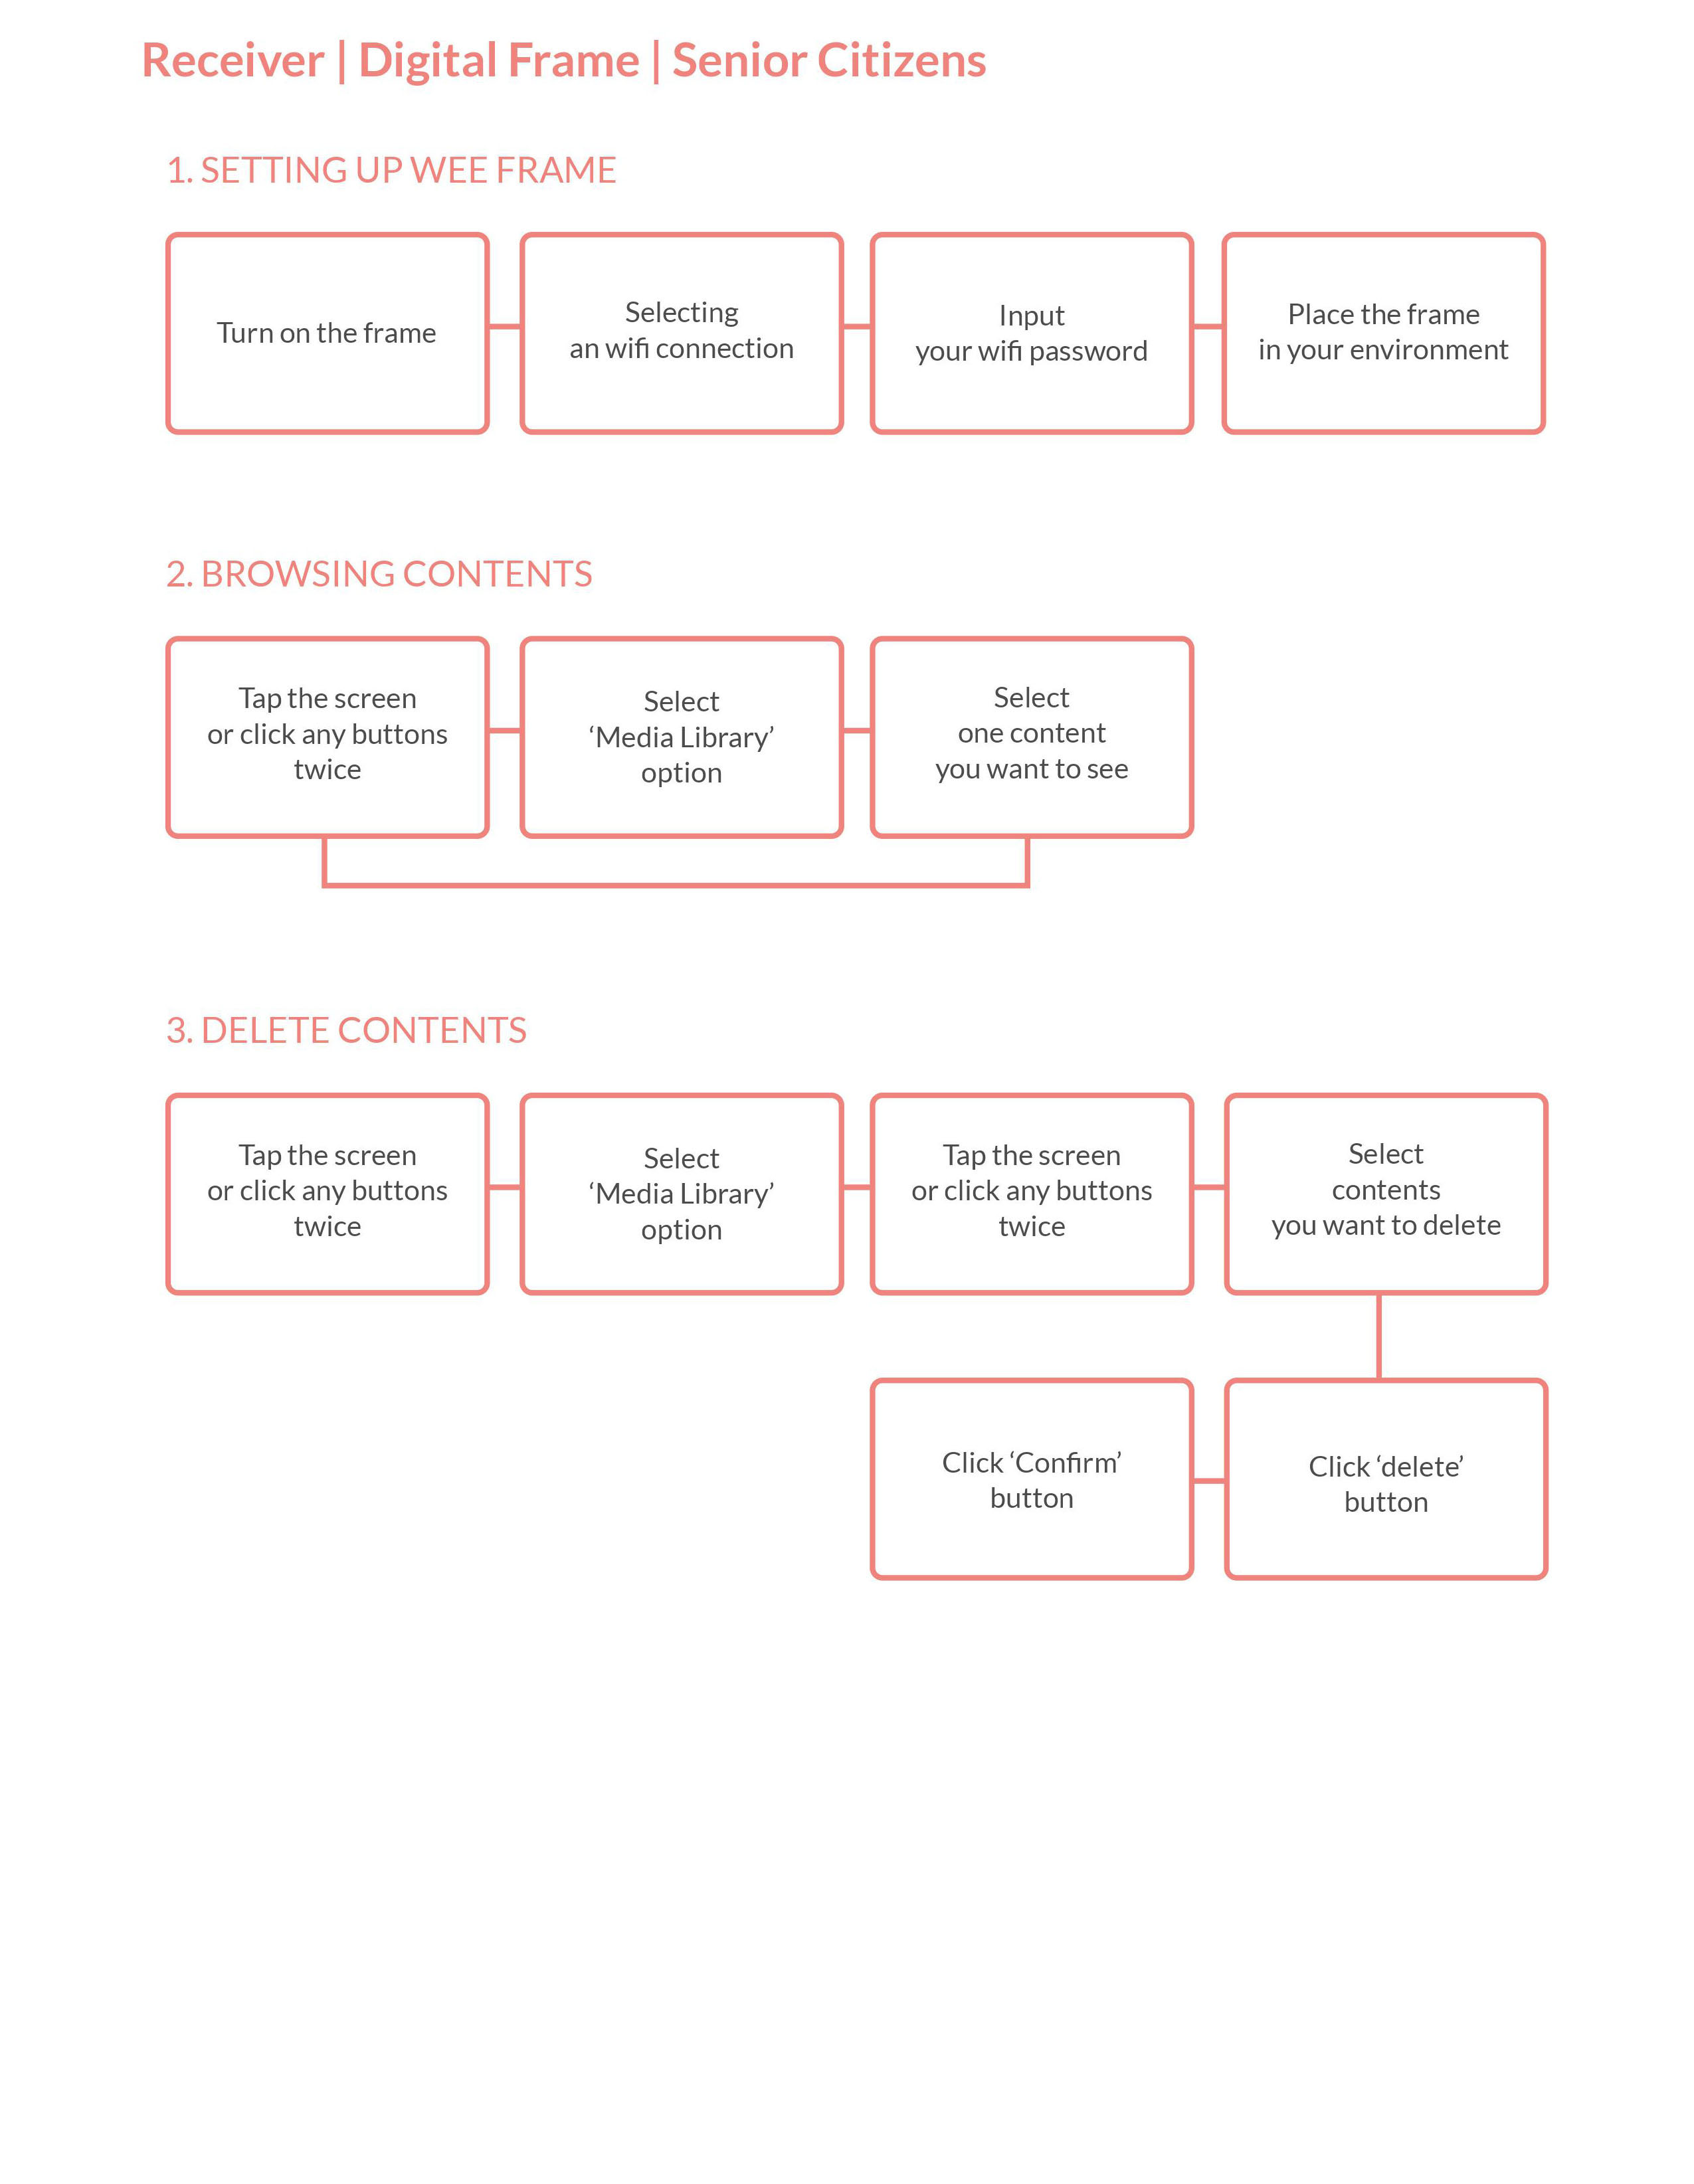 Receiver | Digital Frame | Senior Citizens
1. SETTING UP WEE FRAME
Turn on the frame
Selecting
an wifi connection
Input
your wifi password
Place the frame
in your environment
2. BROWSING CONTENTS
Tap the screen
or click any buttons
twice
Select
‘Media Library’
option
Select
one content
you want to see
3. DELETE CONTENTS
Tap the screen
or click any buttons
twice
Select
‘Media Library’
option
Tap the screen
or click any buttons
twice
Select
contents
you want to delete
Click ‘Confirm’
button
Click ‘delete’
button